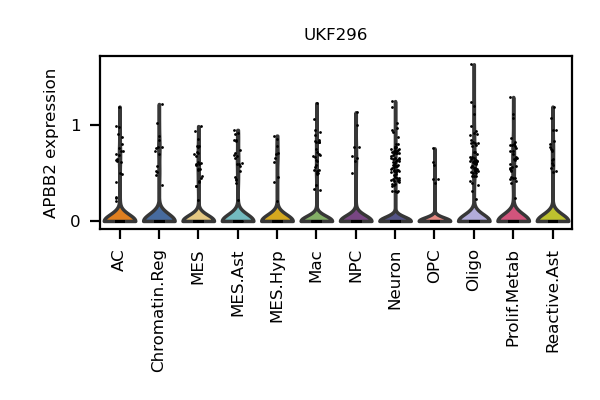 UKF296
APBB2 expression
1
0
AC
Chromatin.Reg
MES
MES.Ast
MES.Hyp
Mac
NPC
Neuron
OPC
Oligo
Prolif.Metab
Reactive.Ast